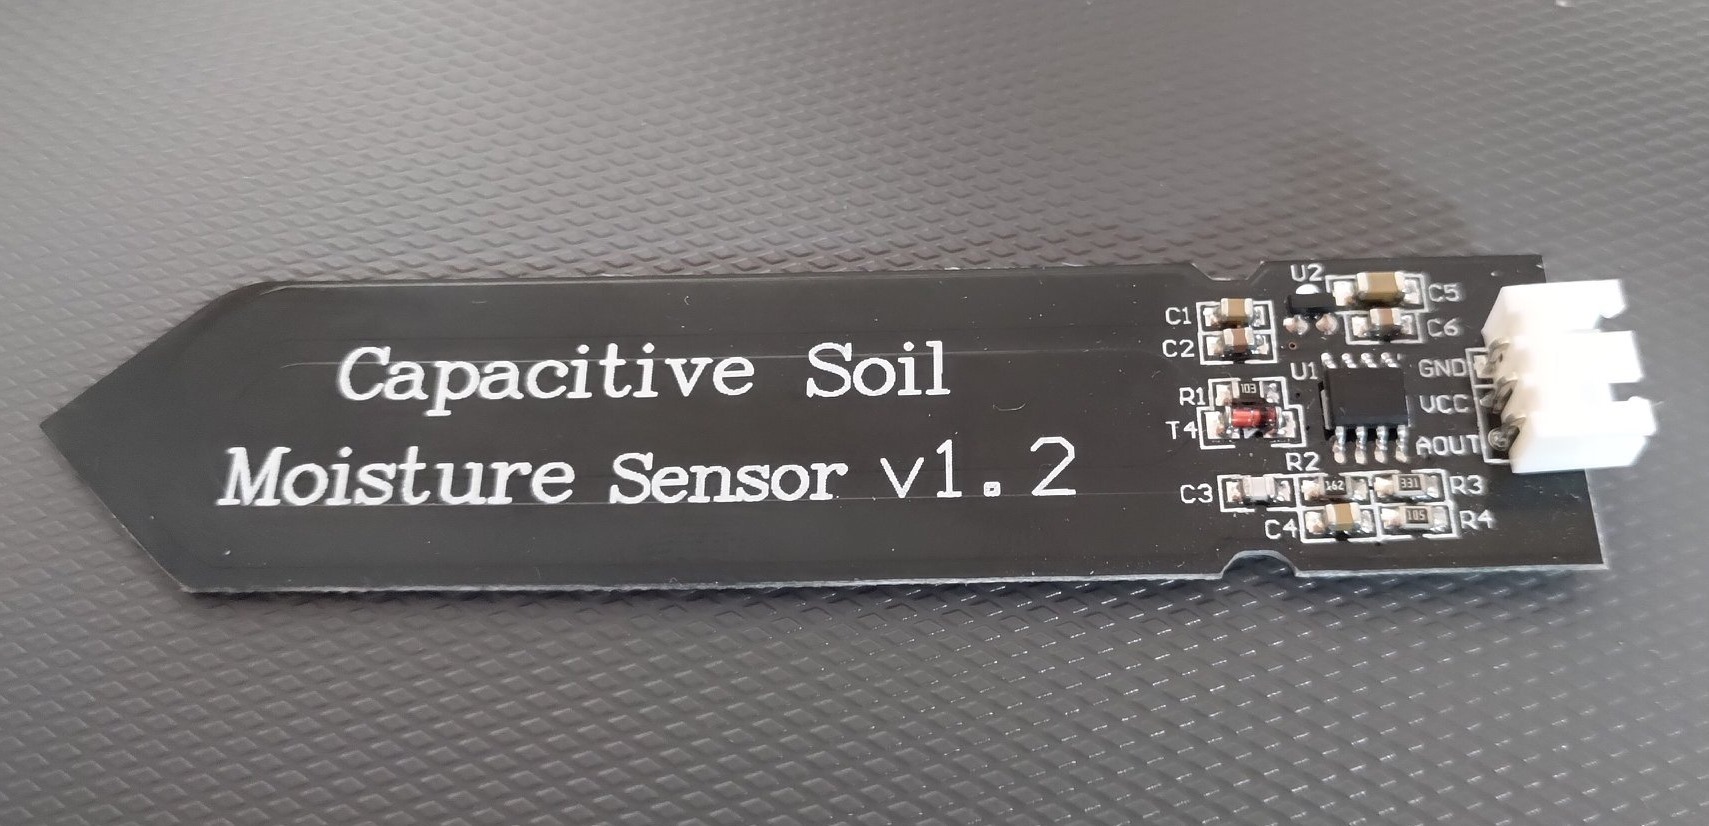 Capacitive Soil
Moisture Sensor v1.2
U2
C5
C1
C6
C2
U1
GND
R1
103
VCC
T4
AOUT
R2
C3
162
331
R3
C4
105
R4